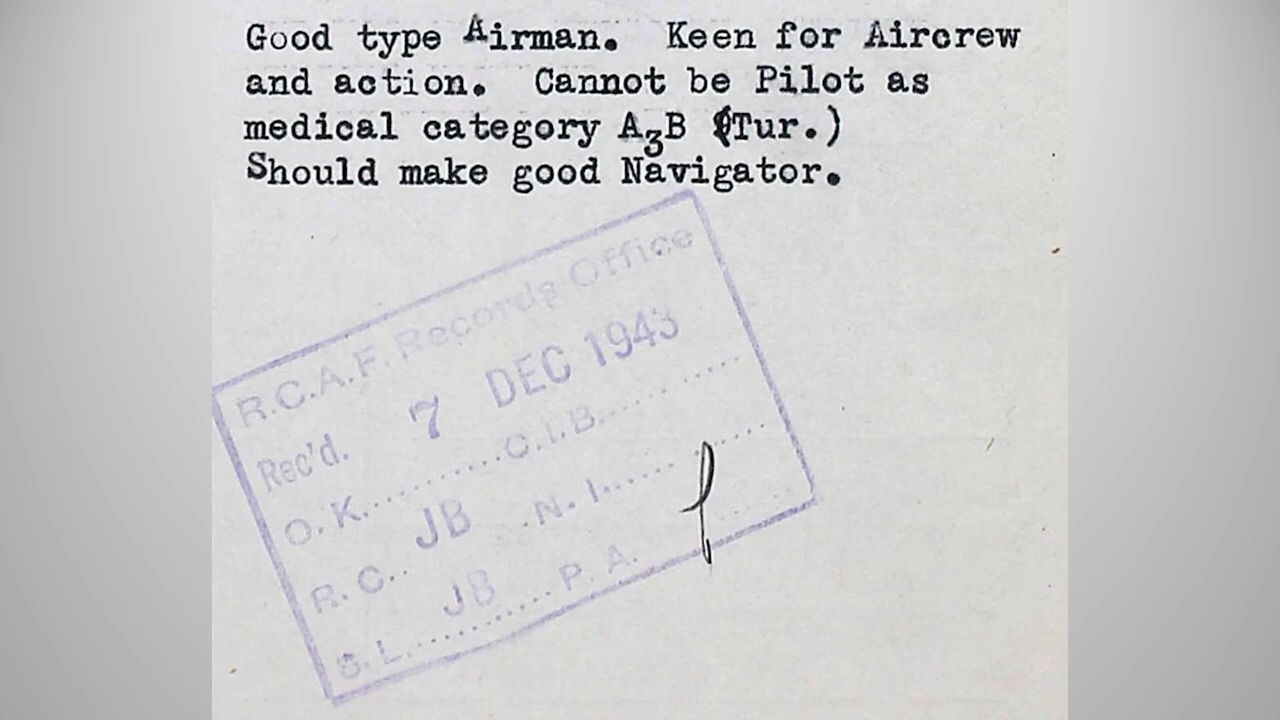 Good type Airman. Keen for Aircrew
and action. Cannot be Pilot as
medical category A3B (Tur.)
Should make good Navigator.
R.C.A.F. Records Office
Rec'd. 7 DEC 1943
O.K..........C.I.B..........
R.C.. JB .N.I..........
S.L. JB ..........P.A.